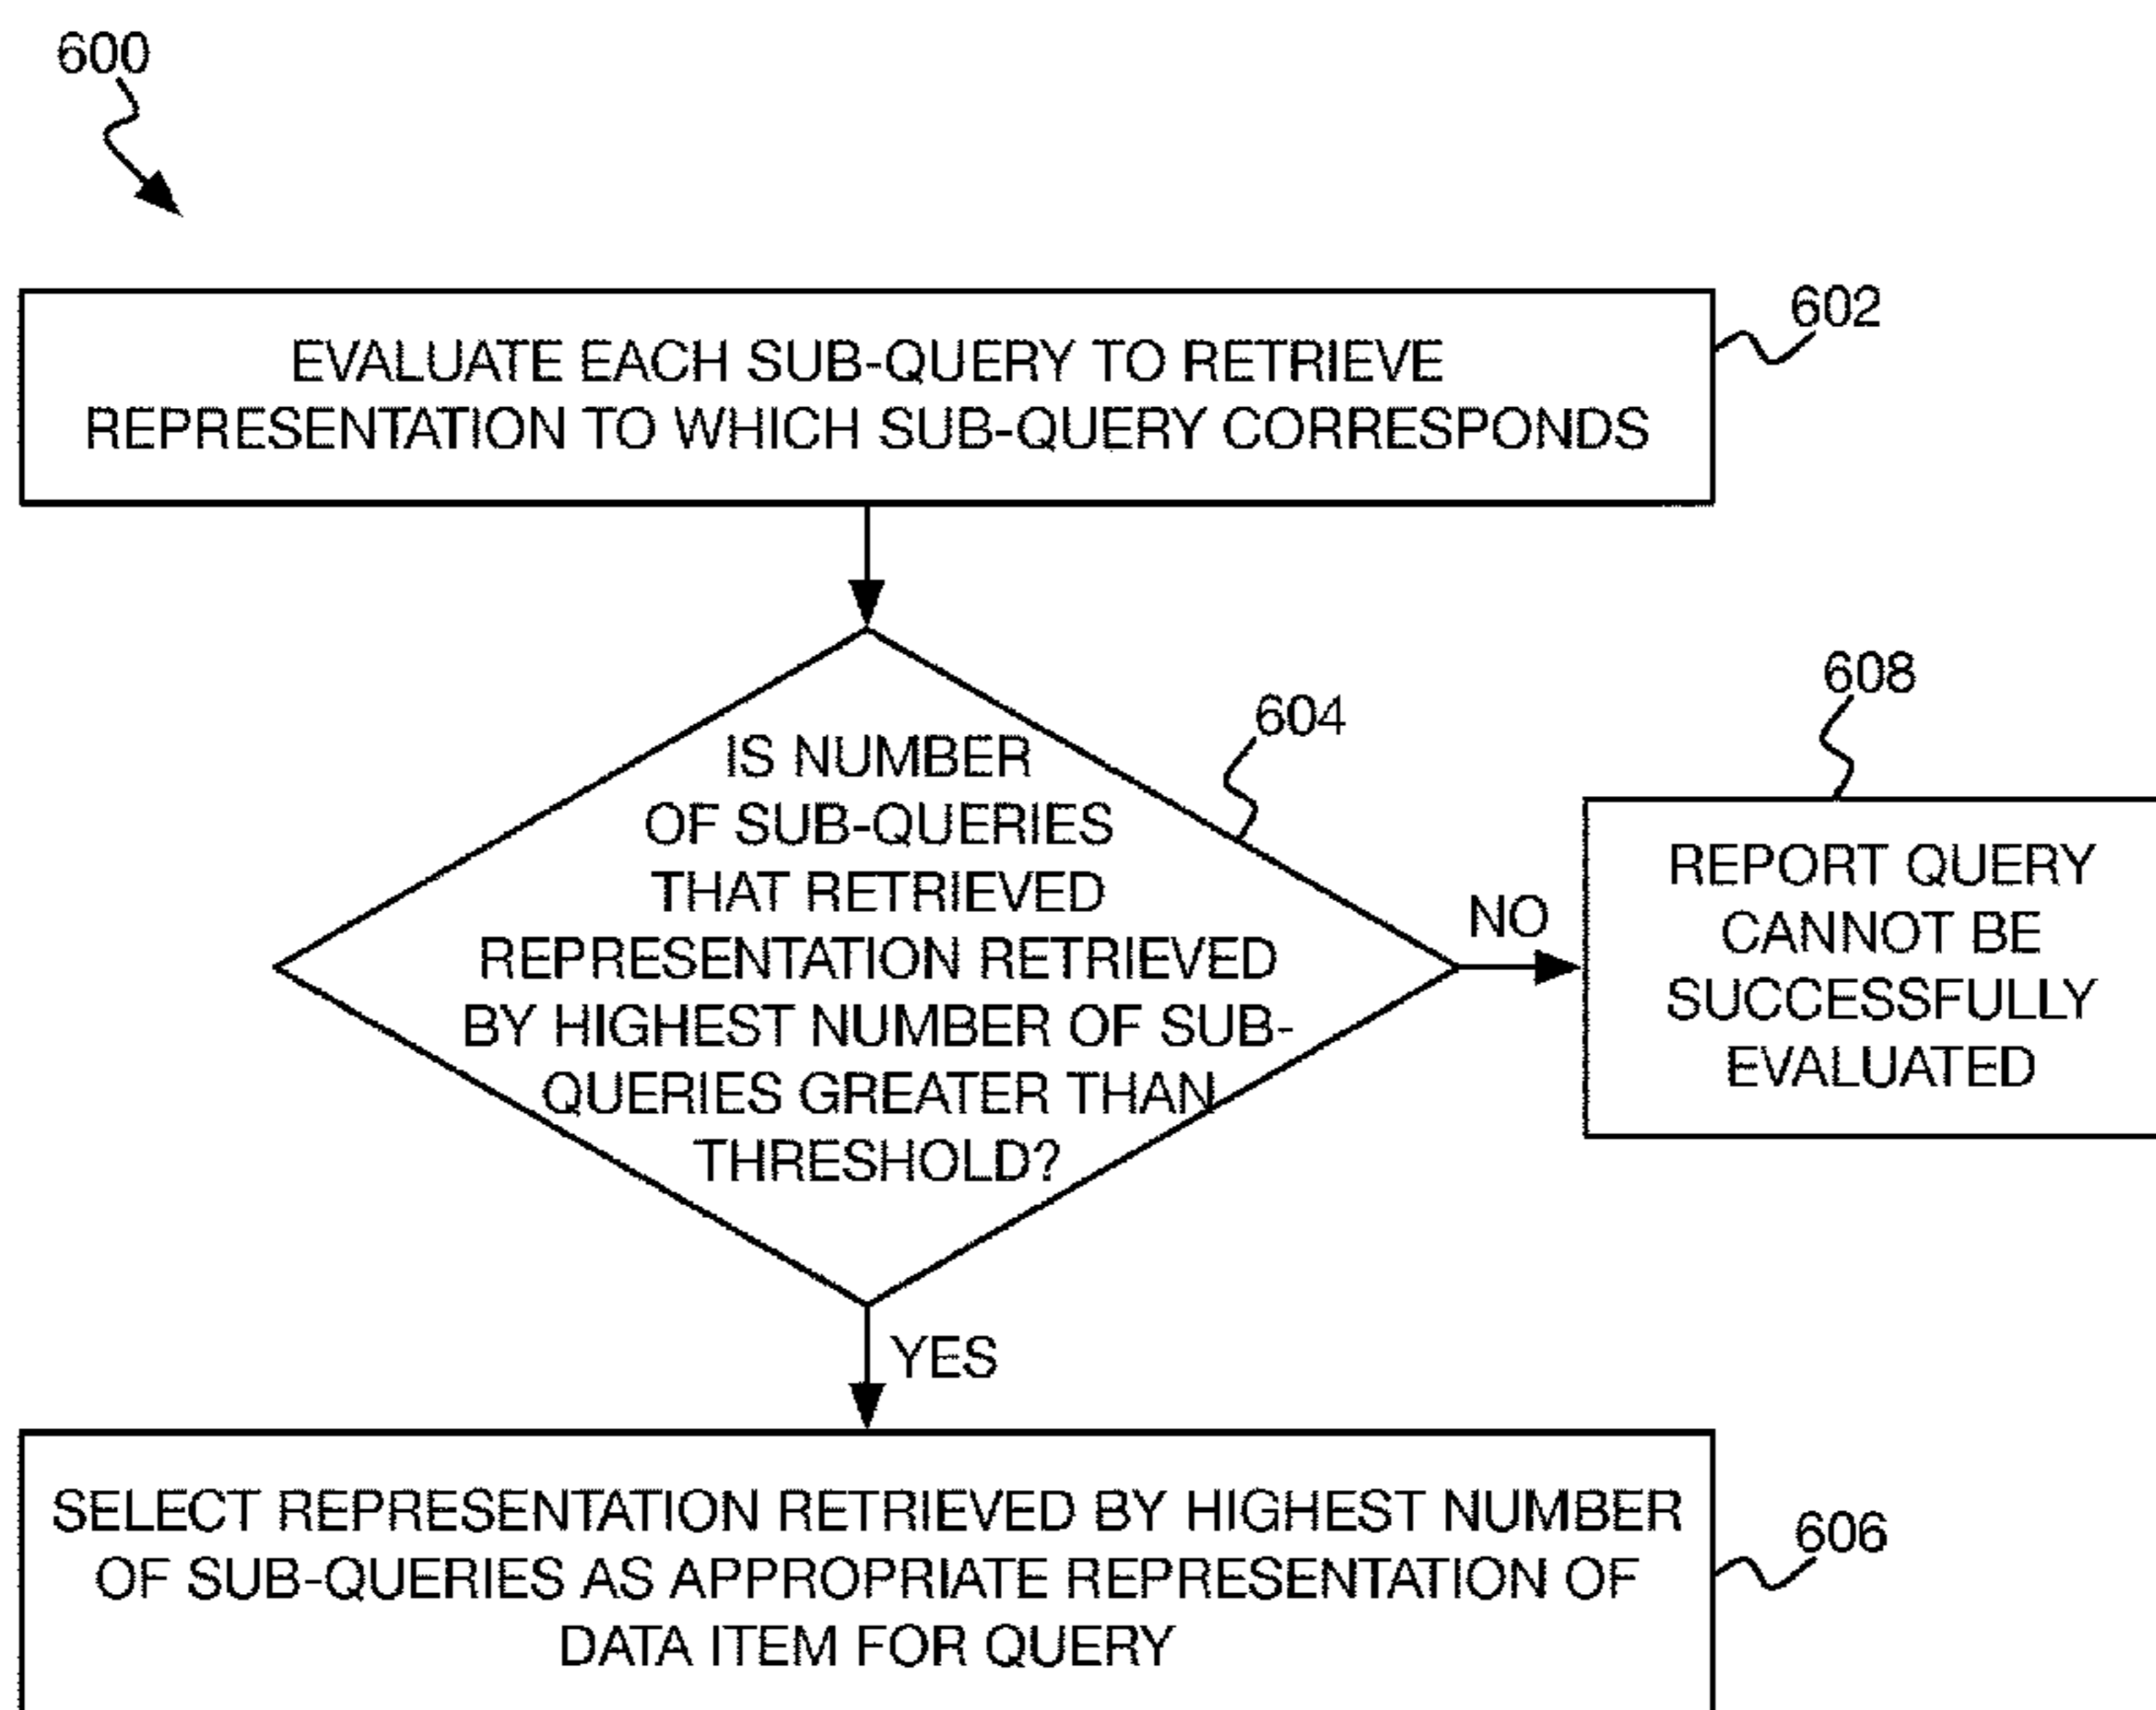 600
602
EVALUATE EACH SUB-QUERY TO RETRIEVE
REPRESENTATION TO WHICH SUB-QUERY CORRESPONDS
604
IS NUMBER
OF SUB-QUERIES
THAT RETRIEVED
REPRESENTATION RETRIEVED
BY HIGHEST NUMBER OF SUB-
QUERIES GREATER THAN
THRESHOLD?
NO
608
REPORT QUERY
CANNOT BE
SUCCESSFULLY
EVALUATED
YES
SELECT REPRESENTATION RETRIEVED BY HIGHEST NUMBER
OF SUB-QUERIES AS APPROPRIATE REPRESENTATION OF
DATA ITEM FOR QUERY
606